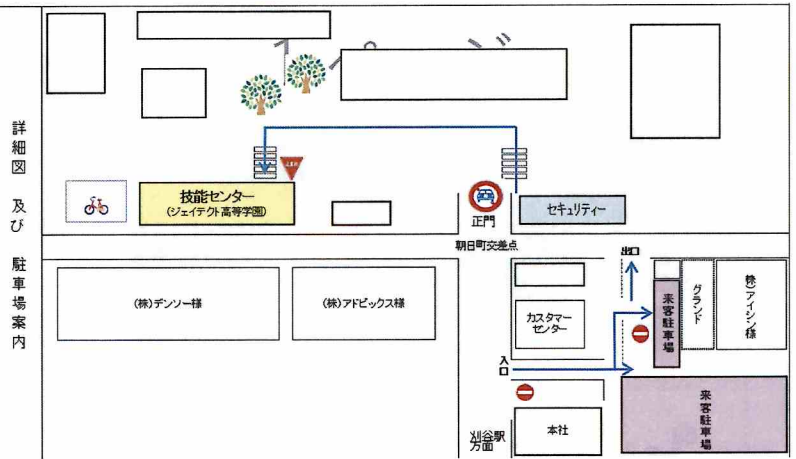 詳細図 及び 駐車場案内
技能センター
(ジェイテクト高等学園)
正門
セキュリティー
朝日町交差点
(株)デンソー様
(株)アドビックス様
カスタマー
センター
出口
来客駐車場
グランド
(株)アイシン様
入口
刈谷駅
方面
本社
来客駐車場